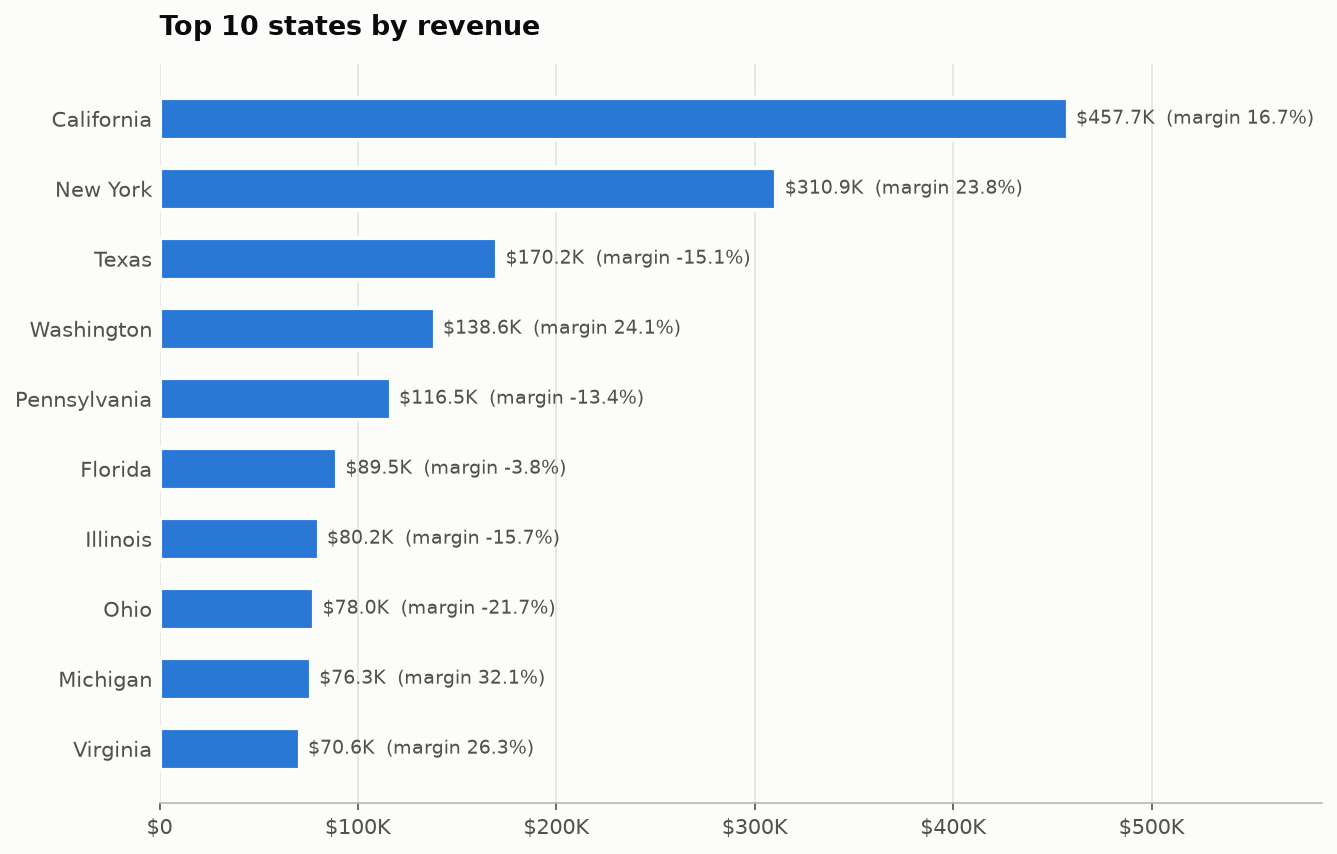 Top 10 states by revenue
California $457.7K (margin 16.7%)
New York $310.9K (margin 23.8%)
Texas $170.2K (margin -15.1%)
Washington $138.6K (margin 24.1%)
Pennsylvania $116.5K (margin -13.4%)
Florida $89.5K (margin -3.8%)
Illinois $80.2K (margin -15.7%)
Ohio $78.0K (margin -21.7%)
Michigan $76.3K (margin 32.1%)
Virginia $70.6K (margin 26.3%)
$0 $100K $200K $300K $400K $500K